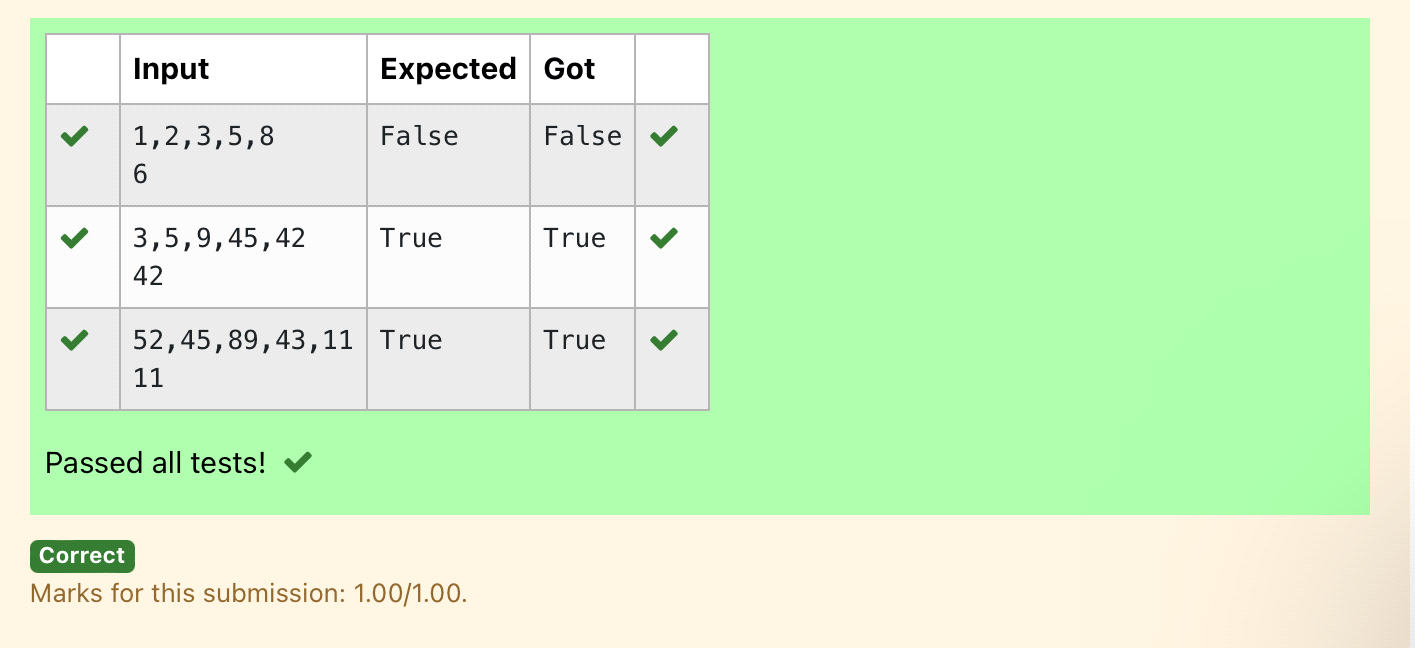 Input Expected Got
1,2,3,5,8 False False
6
3,5,9,45,42 True True
42
52,45,89,43,11 True True
11
Passed all tests!
Correct
Marks for this submission: 1.00/1.00.